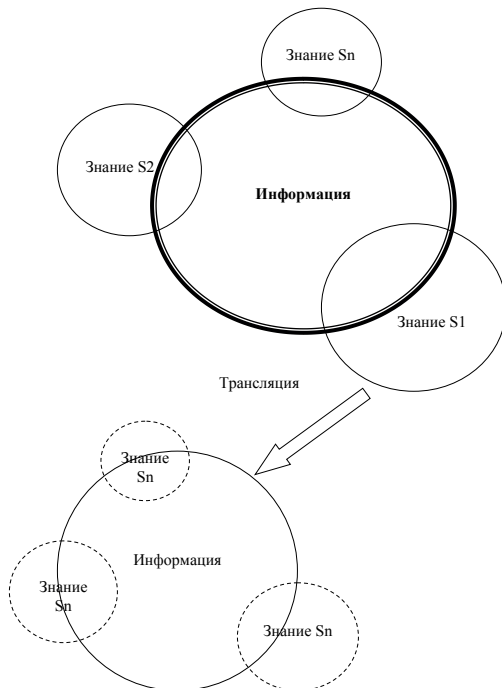 Знание Sn
Знание S2
Информация
Знание S1
Трансляция
Знание
Sn
Информация
Знание
Sn
Знание Sn